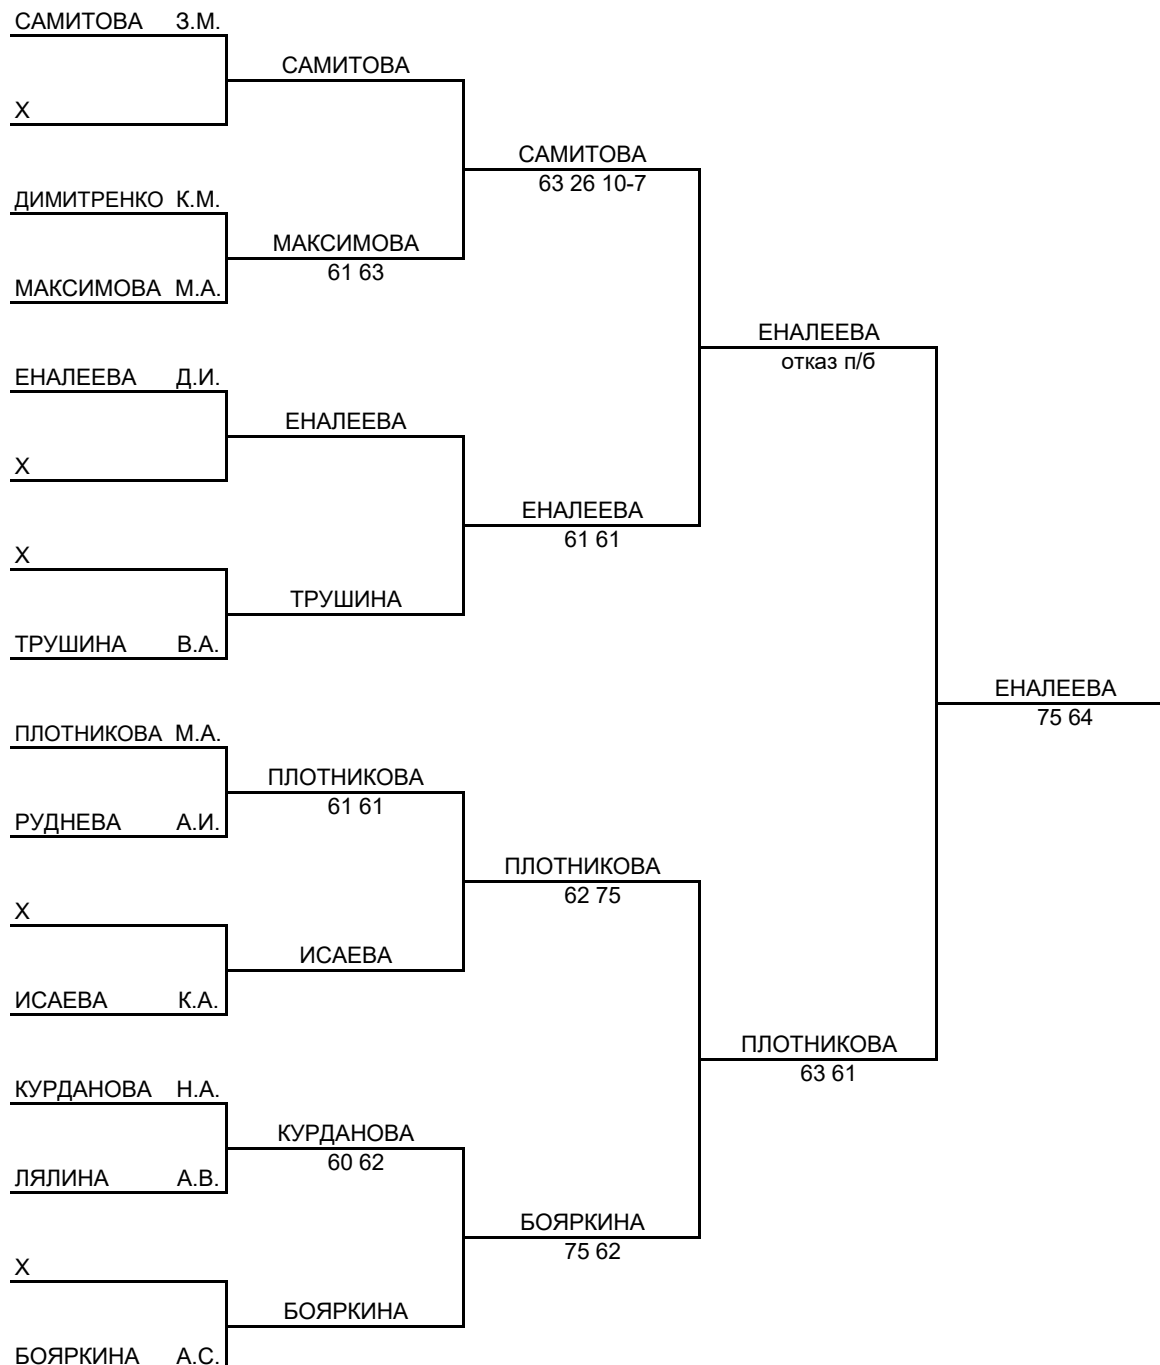 САМИТОВА З.М.
САМИТОВА
Х
САМИТОВА
63 26 10-7
ДИМИТРЕНКО К.М.
МАКСИМОВА
61 63
МАКСИМОВА М.А.
ЕНАЛЕЕВА
отказ п/б
ЕНАЛЕЕВА Д.И.
ЕНАЛЕЕВА
Х
ЕНАЛЕЕВА
61 61
Х
ТРУШИНА
ТРУШИНА В.А.
ЕНАЛЕЕВА
75 64
ПЛОТНИКОВА М.А.
ПЛОТНИКОВА
61 61
РУДНЕВА А.И.
ПЛОТНИКОВА
62 75
Х
ИСАЕВА
ИСАЕВА К.А.
ПЛОТНИКОВА
63 61
КУРДАНОВА Н.А.
КУРДАНОВА
60 62
ЛЯЛИНА А.В.
БОЯРКИНА
75 62
Х
БОЯРКИНА
БОЯРКИНА А.С.